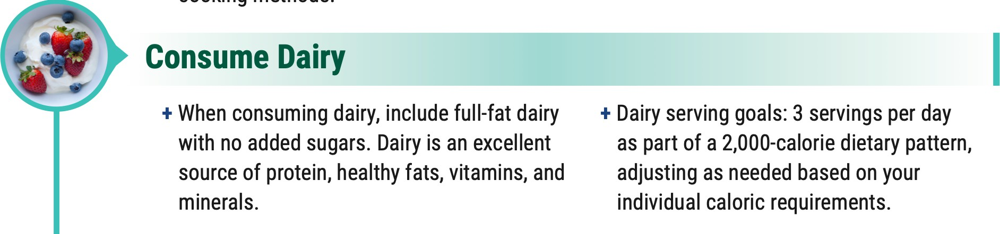 cooking methods.
Consume Dairy
+ When consuming dairy, include full-fat dairy
with no added sugars. Dairy is an excellent
source of protein, healthy fats, vitamins, and
minerals.
+ Dairy serving goals: 3 servings per day
as part of a 2,000-calorie dietary pattern,
adjusting as needed based on your
individual caloric requirements.